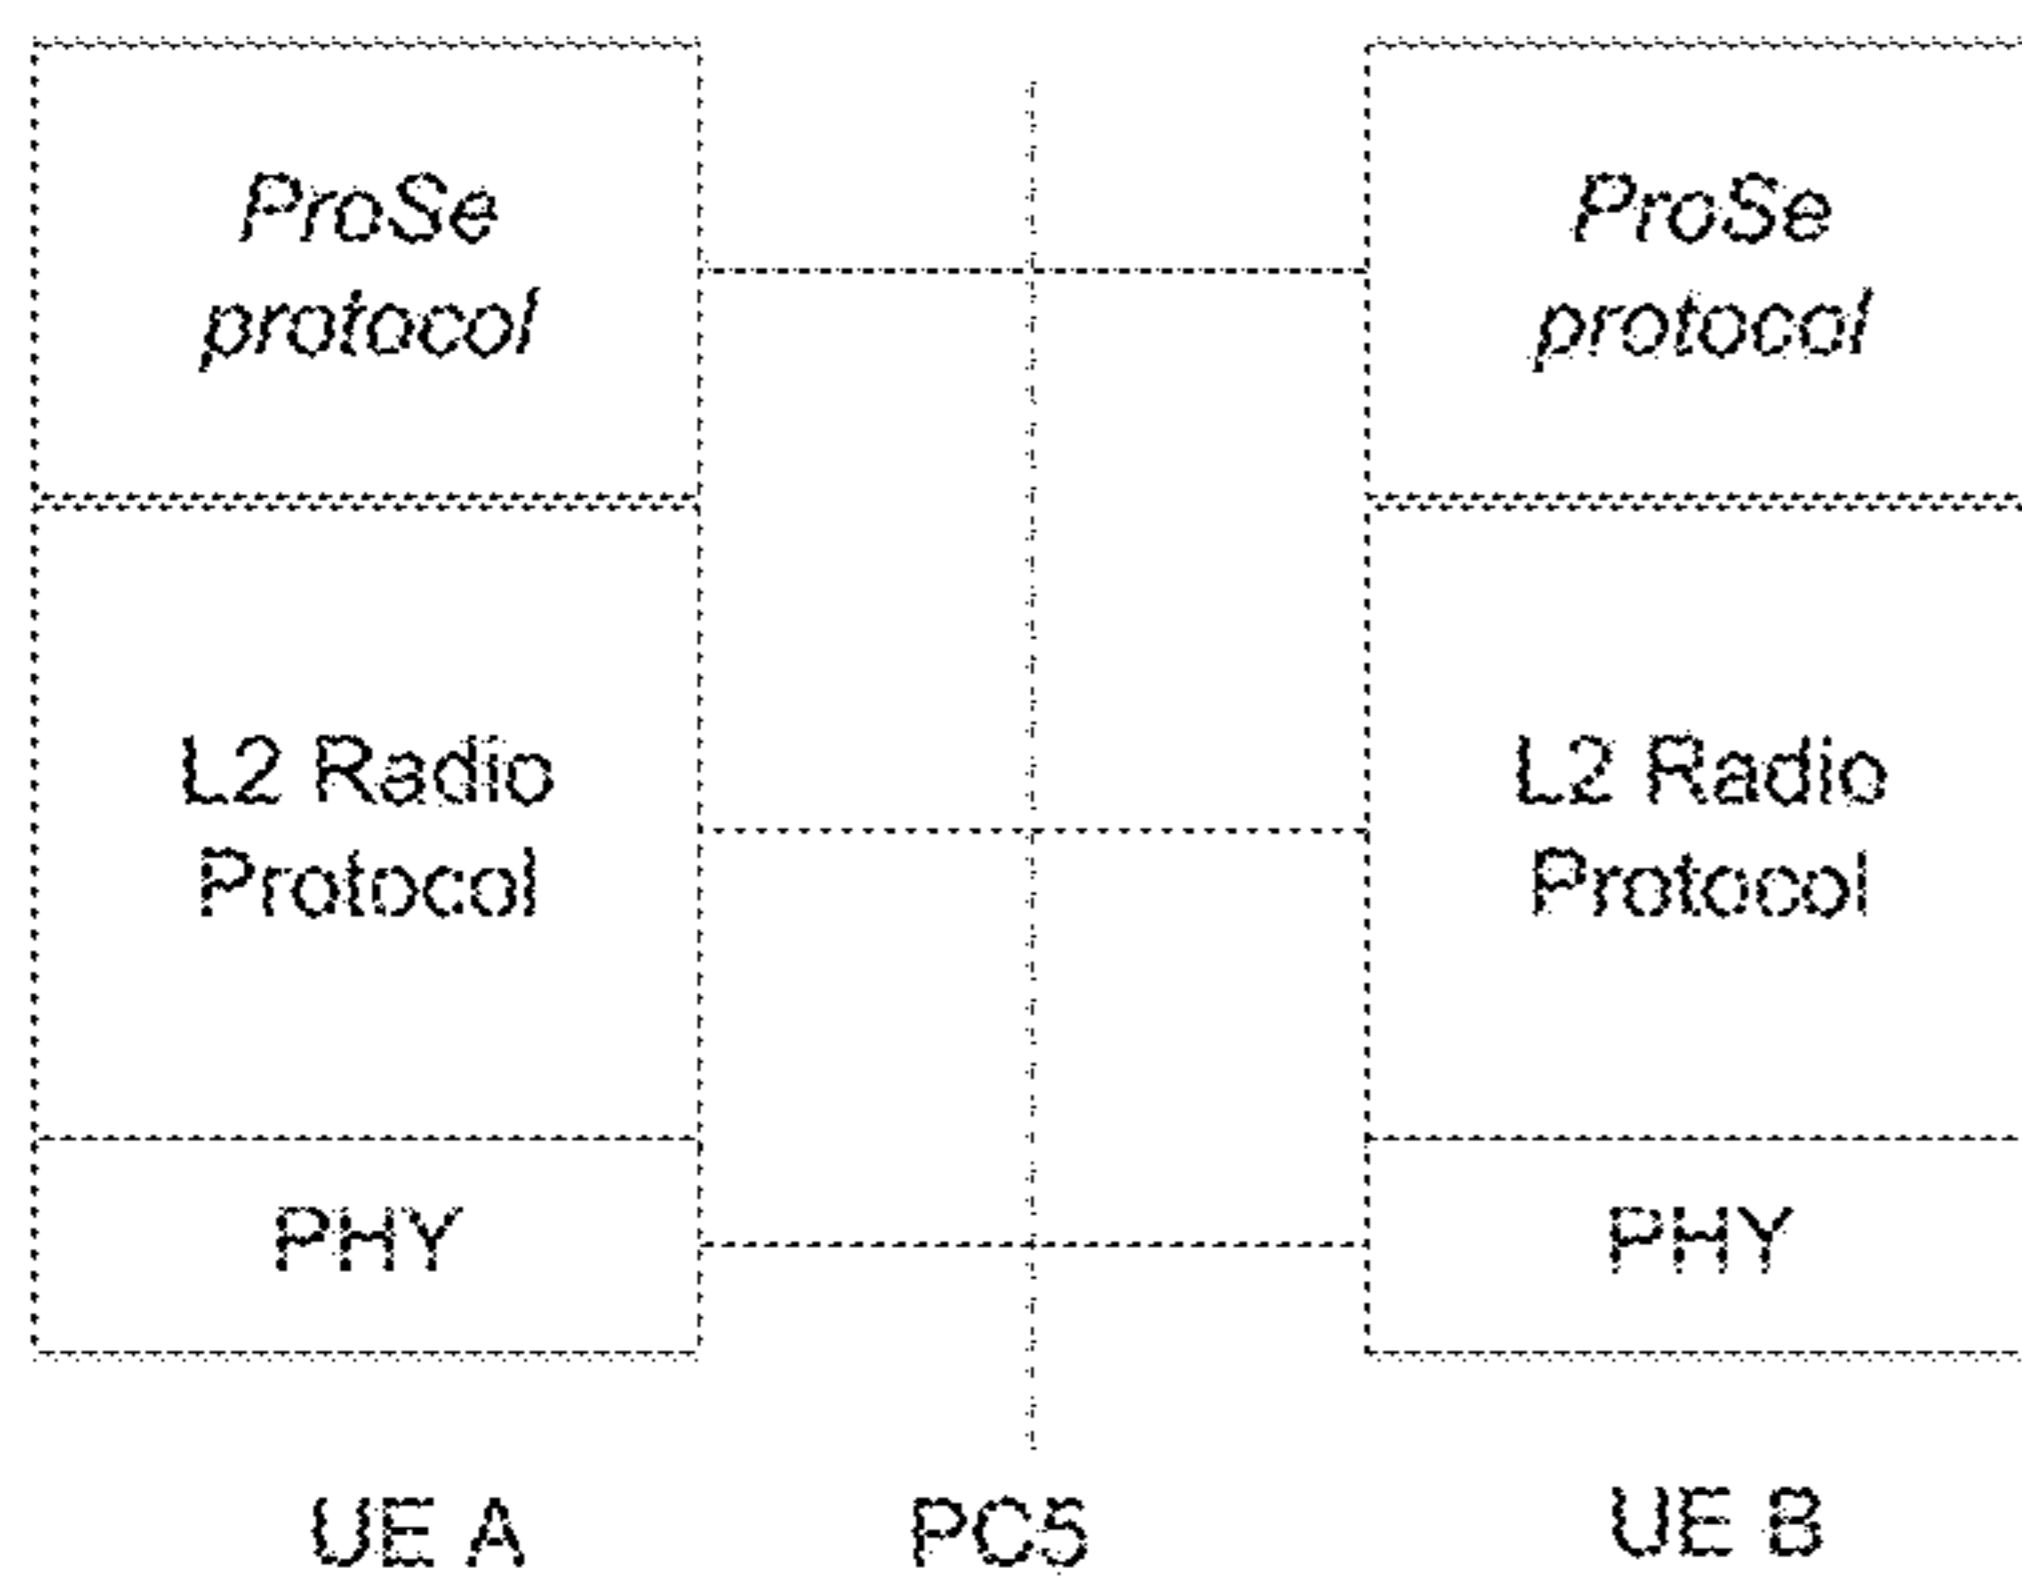 ProSe
protocol
ProSe
protocol
L2 Radio
Protocol
L2 Radio
Protocol
PHY
PHY
UE A
PC5
UE B